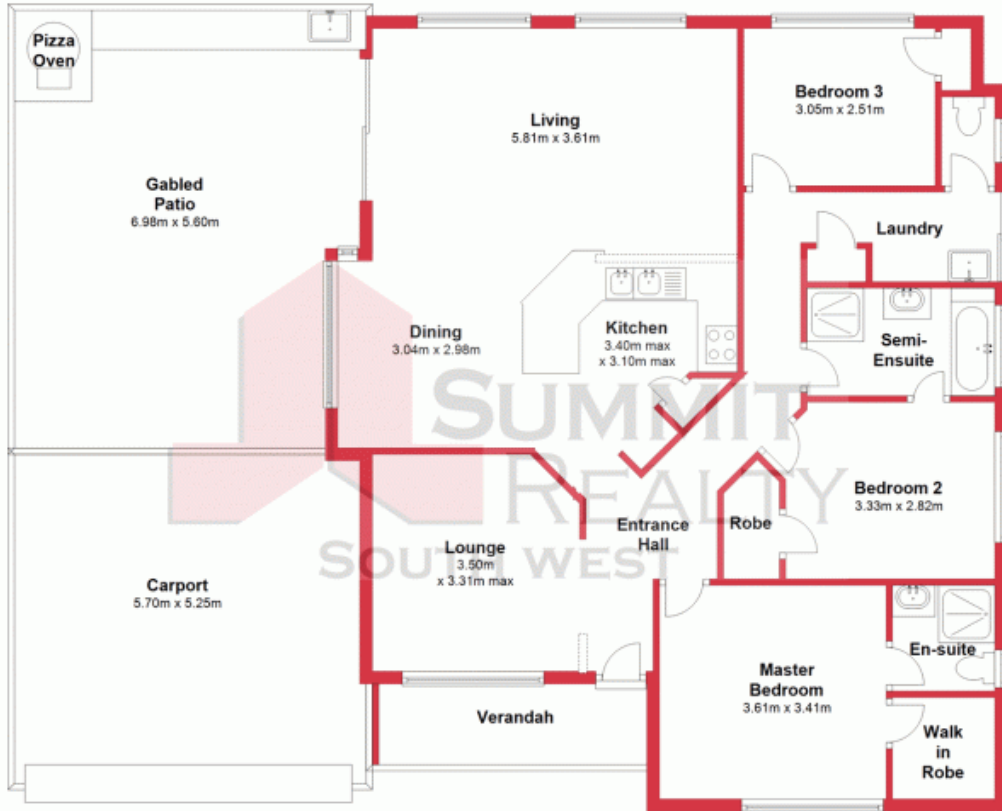 Pizza
Oven
Living
5.81m x 3.61m
Bedroom 3
3.05m x 2.51m
Gabled
Patio
6.98m x 5.60m
Laundry
Dining
3.04m x 2.98m
Kitchen
3.40m max
x 3.10m max
Semi-
Ensuite
SUMMIT
REALTY
SOUTH WEST
Bedroom 2
3.33m x 2.82m
Robe
Entrance
Hall
Lounge
3.50m
x 3.31m max
Carport
5.70m x 5.25m
En-suite
Master
Bedroom
3.61m x 3.41m
Verandah
Walk
in
Robe